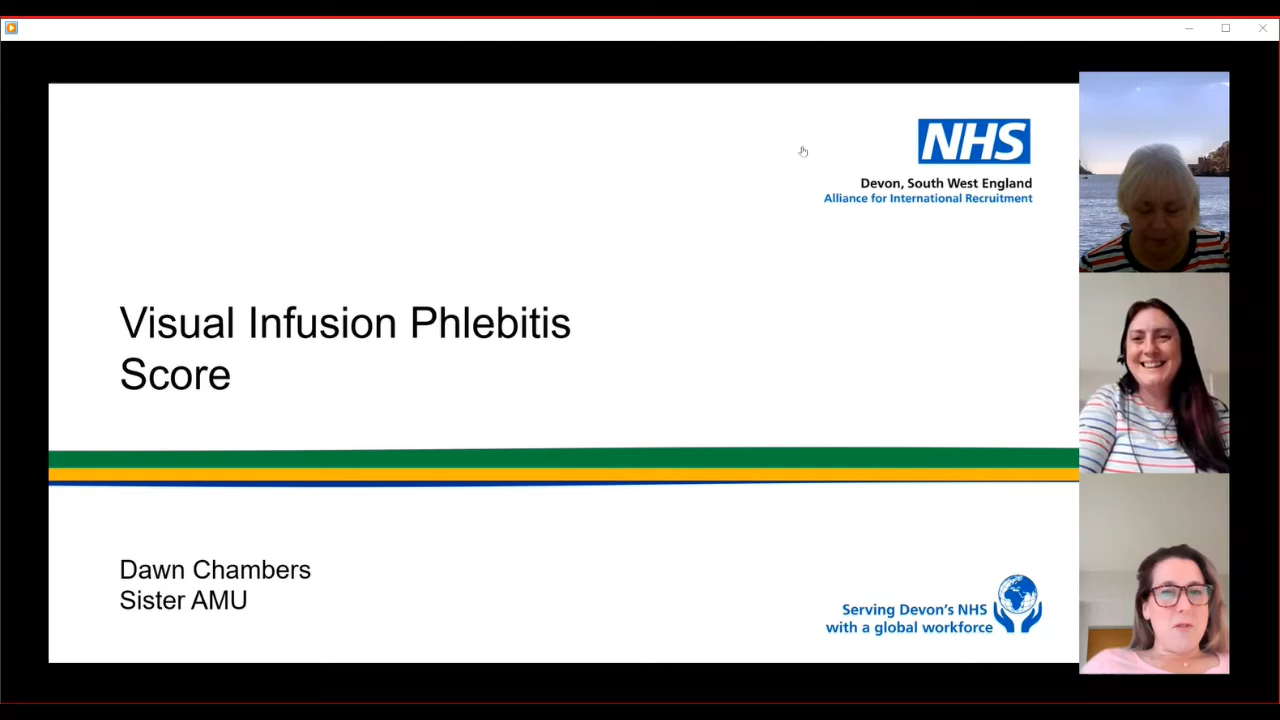 NHS
Devon, South West England
Alliance for International Recruitment
Visual Infusion Phlebitis
Score
Dawn Chambers
Sister AMU
Serving Devon's NHS
with a global workforce